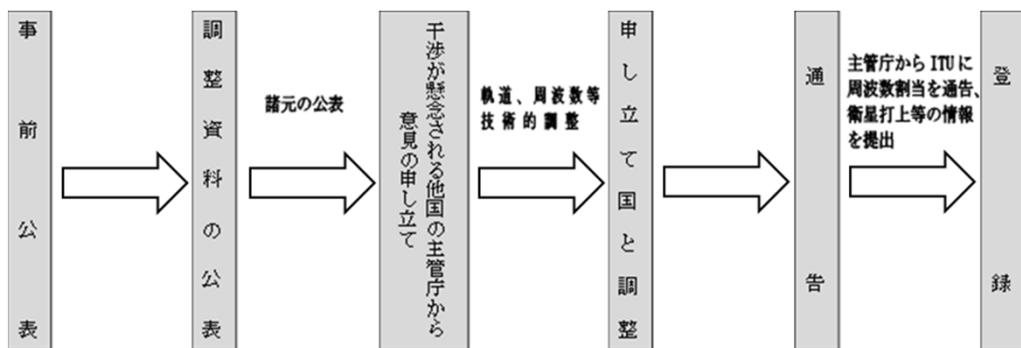 事前公表
調整資料の公表
諸元の公表
干渉が懸念される他国の主管庁から
意見の申し立て
軌道、周波数等
技術的調整
申し立て国と調整
通告
主管庁から ITUに
周波数割当を通告、
衛星打上等の情報
を提出
登録